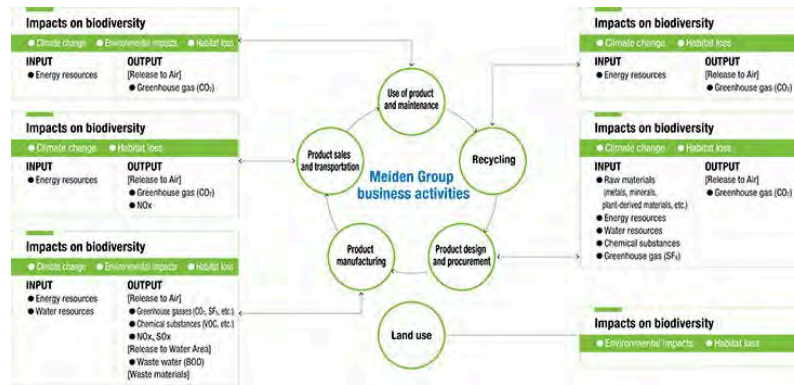 Impacts on biodiversity
● Climate change ● Environmental impacts ● Habitat loss
INPUT
● Energy resources
OUTPUT
[Release to Air]
● Greenhouse gas (CO₂)
Impacts on biodiversity
● Climate change ● Habitat loss
INPUT
● Energy resources
OUTPUT
[Release to Air]
● Greenhouse gas (CO₂)
● NOx
Impacts on biodiversity
● Climate change ● Environmental impacts ● Habitat loss
INPUT
● Energy resources
● Water resources
OUTPUT
[Release to Air]
● Greenhouse gasses (CO₂, SF₆, etc.)
● Chemical substances (VOC, etc.)
● NOx, SOx
[Release to Water Area]
● Waste water (BOD)
[Waste materials]
Use of product
and maintenance
Product sales
and transportation
Recycling
Meiden Group
business activities
Product
manufacturing
Product design
and procurement
Land use
Impacts on biodiversity
● Climate change ● Habitat loss
INPUT
● Energy resources
OUTPUT
[Release to Air]
● Greenhouse gas (CO₂)
Impacts on biodiversity
● Climate change ● Habitat loss
INPUT
● Raw materials
(metals, minerals,
plant-derived materials, etc.)
● Energy resources
● Water resources
● Chemical substances
● Greenhouse gas (SF₆)
OUTPUT
[Release to Air]
● Greenhouse gas (CO₂)
Impacts on biodiversity
● Environmental impacts ● Habitat loss